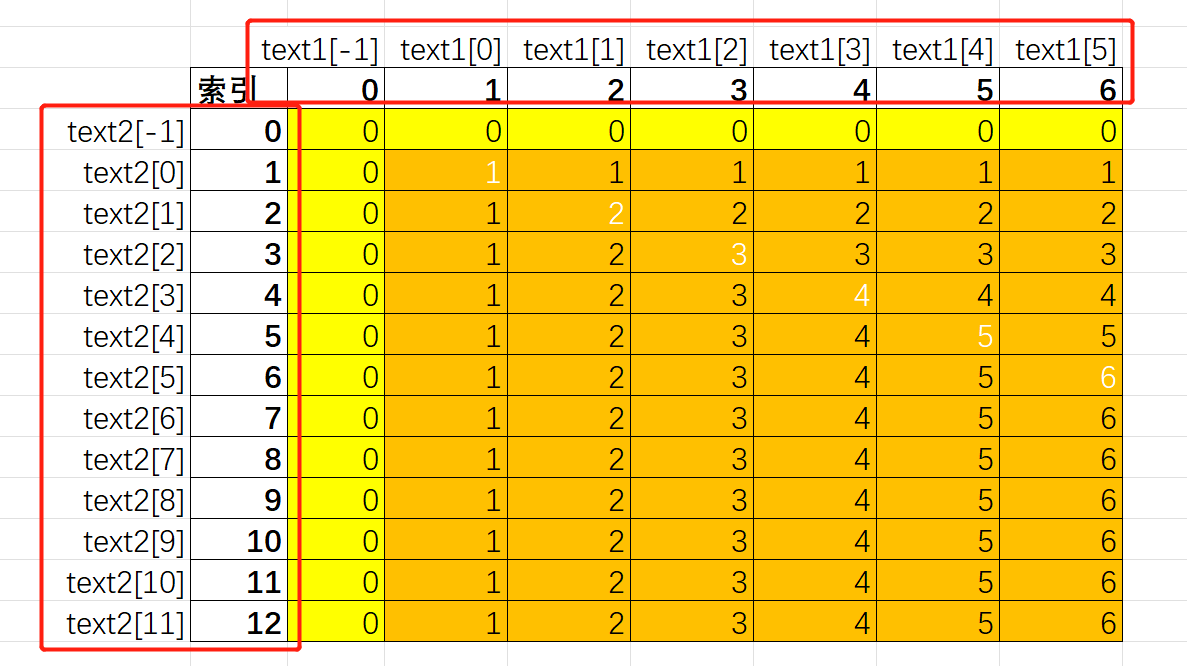 text1[-1] text1[0] text1[1] text1[2] text1[3] text1[4] text1[5]
索引 0 1 2 3 4 5 6
text2[-1] 0 0 0 0 0 0 0 0
text2[0] 1 0 1 1 1 1 1 1
text2[1] 2 0 1 2 2 2 2 2
text2[2] 3 0 1 2 3 3 3 3
text2[3] 4 0 1 2 3 4 4 4
text2[4] 5 0 1 2 3 4 5 5
text2[5] 6 0 1 2 3 4 5 6
text2[6] 7 0 1 2 3 4 5 6
text2[7] 8 0 1 2 3 4 5 6
text2[8] 9 0 1 2 3 4 5 6
text2[9] 10 0 1 2 3 4 5 6
text2[10] 11 0 1 2 3 4 5 6
text2[11] 12 0 1 2 3 4 5 6